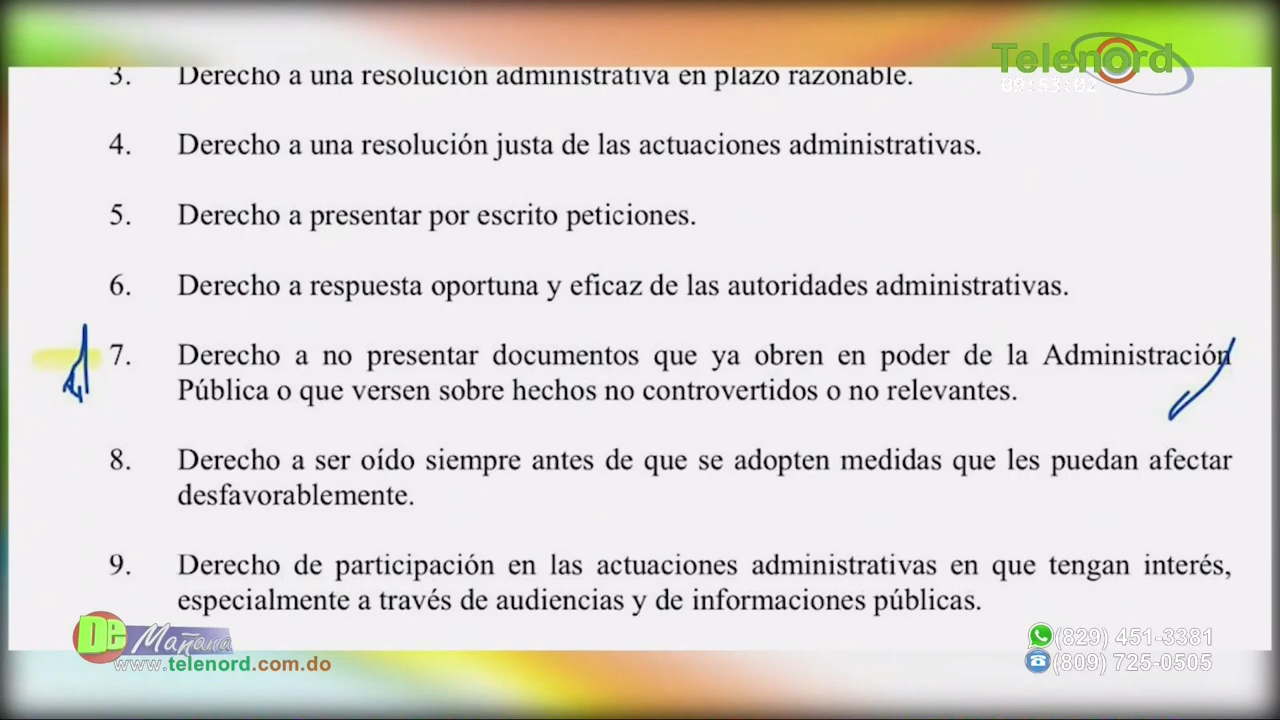 Telenord
09:53:02
3. Derecho a una resolución administrativa en plazo razonable.
4. Derecho a una resolución justa de las actuaciones administrativas.
5. Derecho a presentar por escrito peticiones.
6. Derecho a respuesta oportuna y eficaz de las autoridades administrativas.
7. Derecho a no presentar documentos que ya obren en poder de la Administración
Pública o que versen sobre hechos no controvertidos o no relevantes.
8. Derecho a ser oído siempre antes de que se adopten medidas que les puedan afectar
desfavorablemente.
9. Derecho de participación en las actuaciones administrativas en que tengan interés,
especialmente a través de audiencias y de informaciones públicas.
De Mañana
www.telenord.com.do
(829) 451-3381
(809) 725-0505